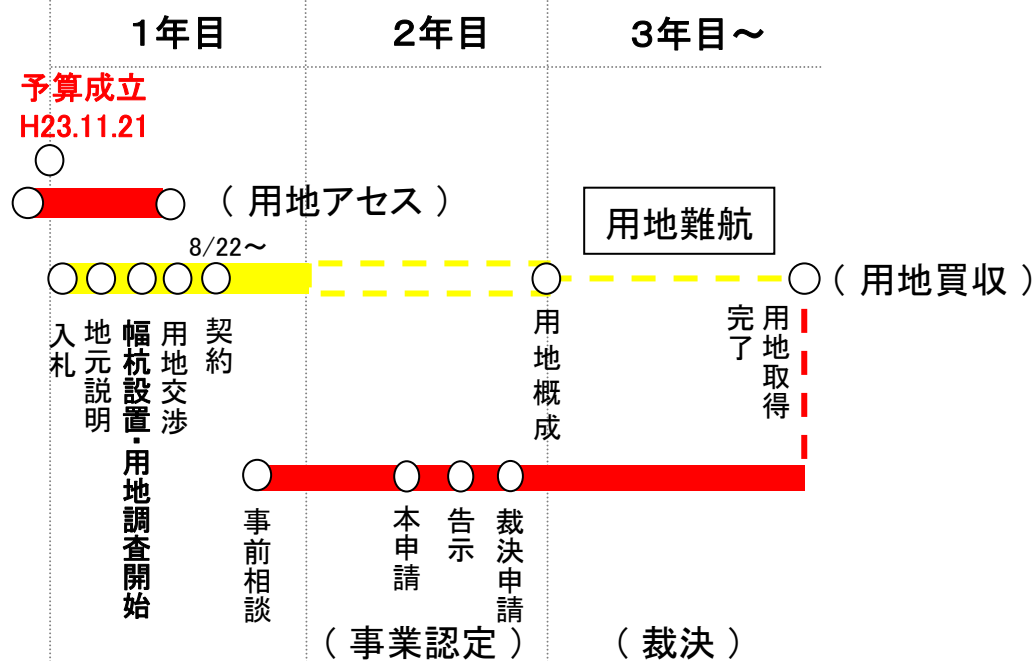 1年目
2年目
3年目～
予算成立
H23.11.21
（ 用地アセス ）
用地難航
8/22～
（ 用地買収 ）
入札
地元説明
幅杭設置・用地調査開始
用地交渉
契約
用地概成
用地取得
完了
事前相談
本申請
告示
裁決申請
（ 事業認定 ）
（ 裁決 ）